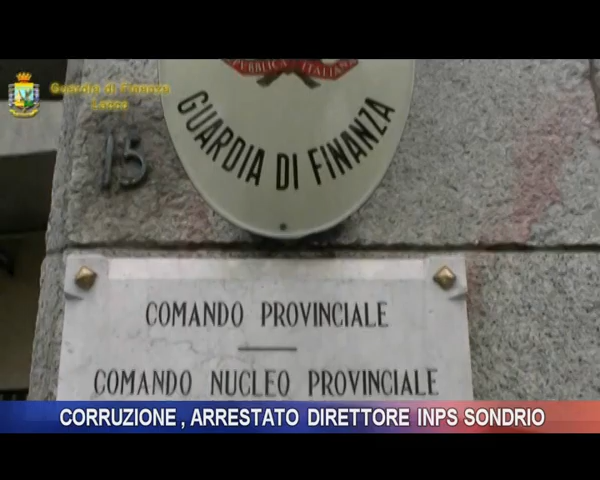 Guardia di Finanza
Lecco
REPUBBLICA ITALIANA
GUARDIA DI FINANZA
15
COMANDO PROVINCIALE
COMANDO NUCLEO PROVINCIALE
CORRUZIONE, ARRESTATO DIRETTORE INPS SONDRIO